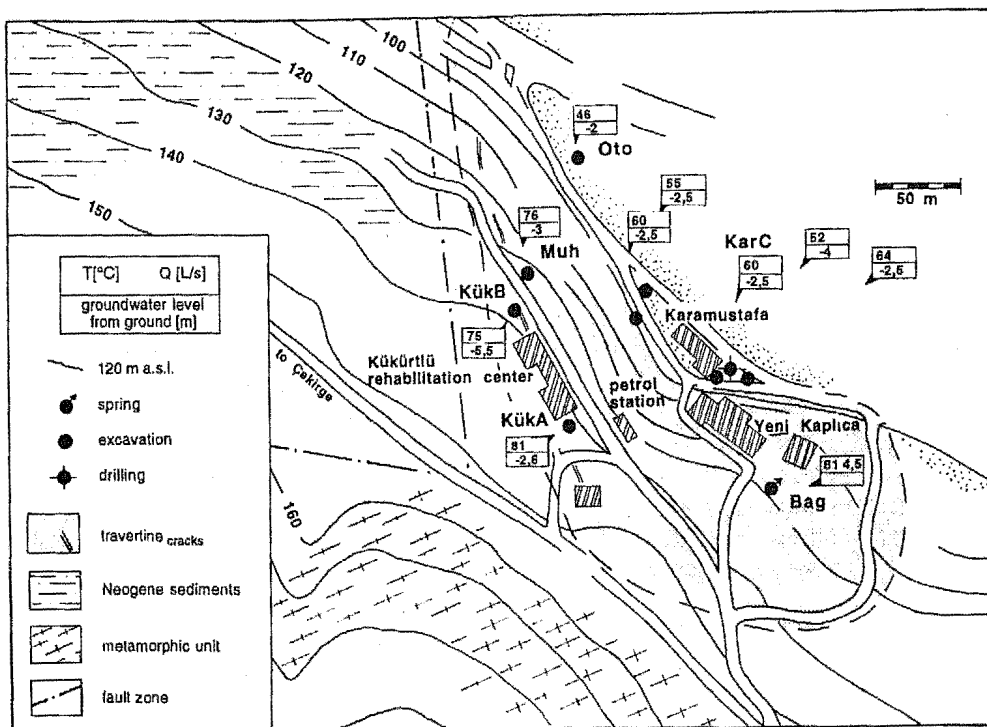 100
110
120
130
140
150
46
-2
Oto
55
-2,5
60
-2,5
50 m
76
-3
Muh
KarC
52
-4
64
-2,5
60
-2,5
KükB
Karamustafa
75
-5,5
Kükürtlü
rehabilitation center
petrol
station
to Çekirge
KükA
81
-2,6
Yeni Kaplıca
81 4,5
Bag
160
T[°C] Q [L/s]
groundwater level
from ground [m]
120 m a.s.l.
spring
excavation
drilling
travertine cracks
Neogene sediments
metamorphic unit
fault zone